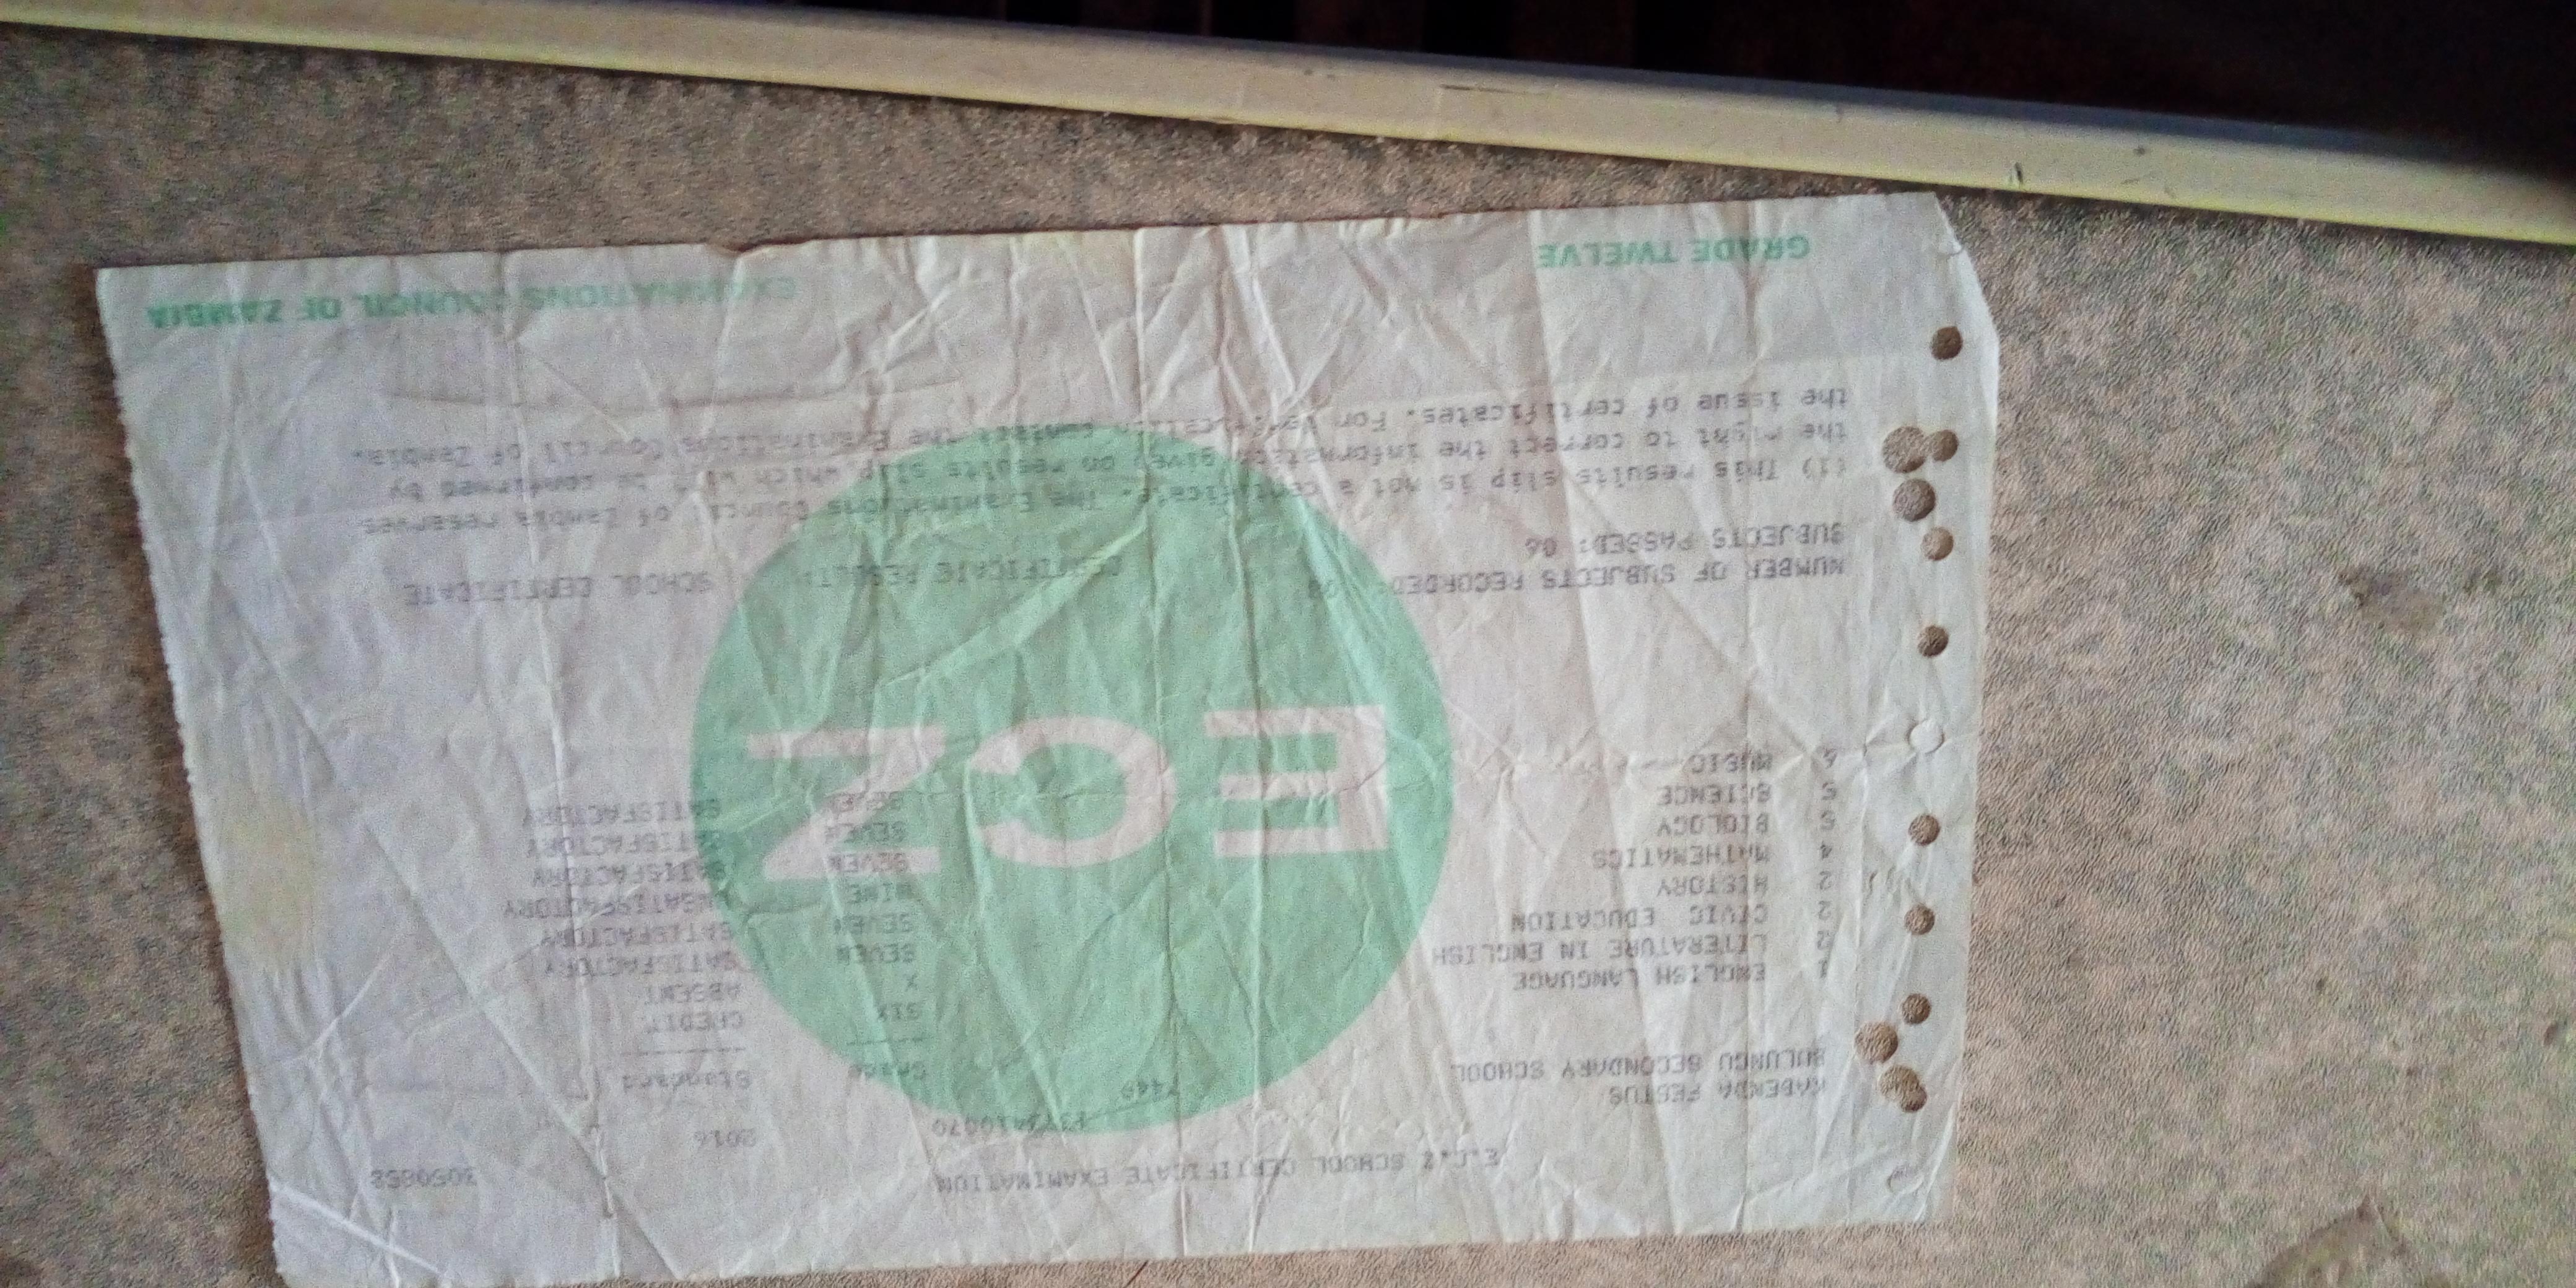 E.C.Z SCHOOL CERTIFICATE EXAMINATION 3050852
2016
KABENDA FESTUS 7449
BULUNGU SECONDARY SCHOOL Grade Standard
1 ENGLISH LANGUAGE SIX CREDIT
2 LITERATURE IN ENGLISH X ABSENT
2 CIVIC EDUCATION SEVEN SATISFACTORY
2 HISTORY SEVEN SATISFACTORY
4 MATHEMATICS NINE UNSATISFACTORY
5 BIOLOGY SEVEN SATISFACTORY
5 SCIENCE SEVEN SATISFACTORY
6 MUSIC SEVEN SATISFACTORY
ECZ
NUMBER OF SUBJECTS RECORDED: CERTIFICATE RESULT: SCHOOL CERTIFICATE
SUBJECTS PASSED: 06
(1) This results slip is not a certificate. The Examinations Council of Zambia reserves
the right to correct the information given on results slip which will be confirmed by
the issue of certificates. For verification contact the Examinations Council of Zambia.
GRADE TWELVE EXAMINATIONS COUNCIL OF ZAMBIA